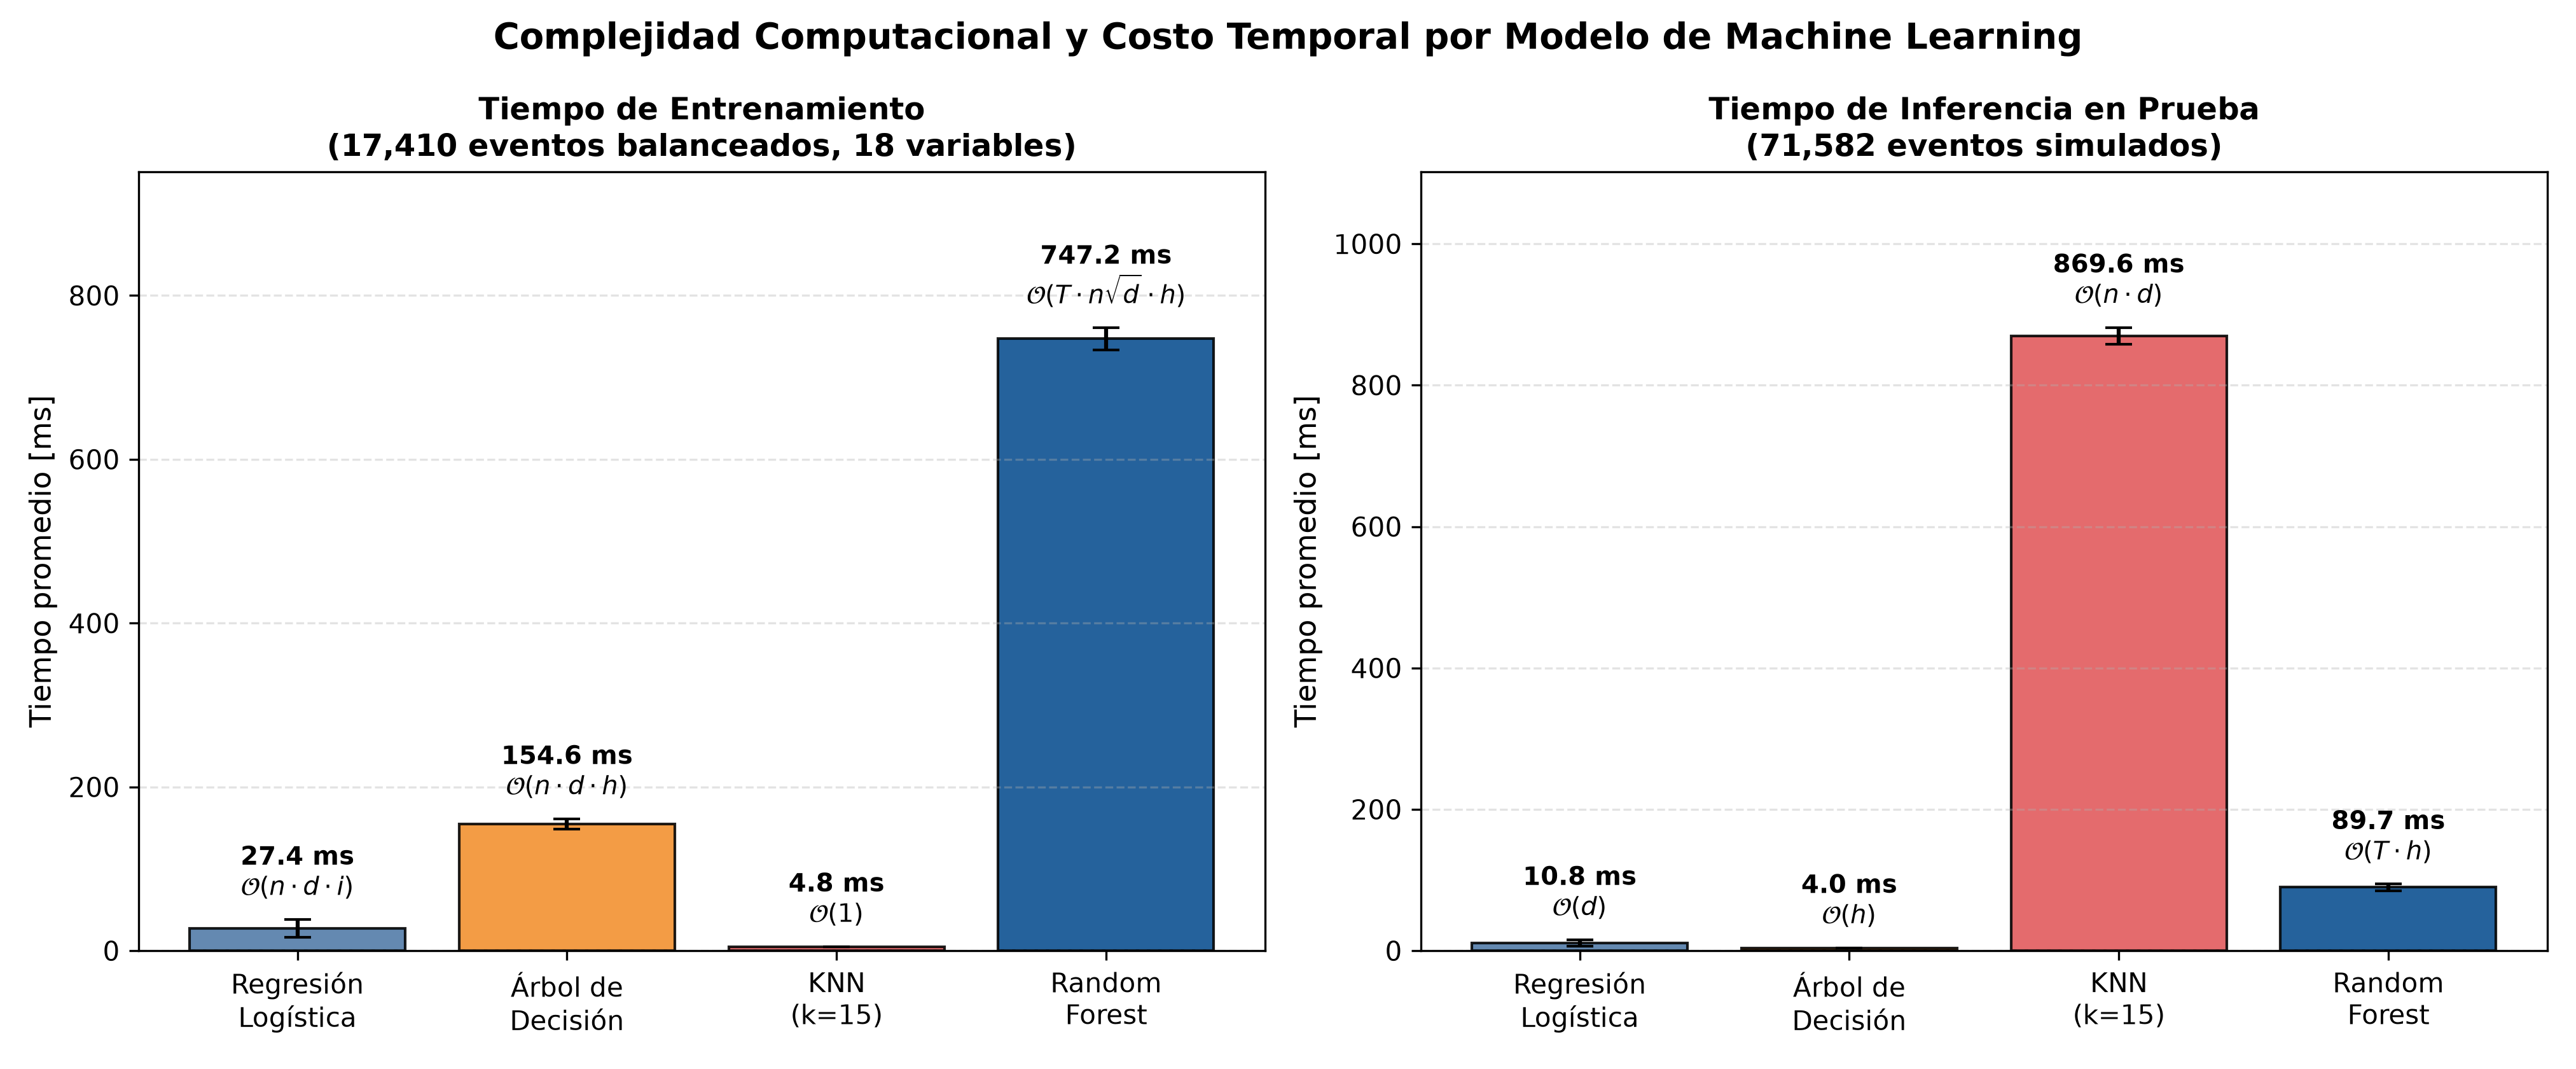 Complejidad Computacional y Costo Temporal por Modelo de Machine Learning
Tiempo de Entrenamiento
(17,410 eventos balanceados, 18 variables)
Tiempo promedio [ms]
800
600
400
200
0
27.4 ms
𝒪(n · d · i)
154.6 ms
𝒪(n · d · h)
4.8 ms
𝒪(1)
747.2 ms
𝒪(T · n√d · h)
Regresión
Logística
Árbol de
Decisión
KNN
(k=15)
Random
Forest
Tiempo de Inferencia en Prueba
(71,582 eventos simulados)
Tiempo promedio [ms]
1000
800
600
400
200
0
10.8 ms
𝒪(d)
4.0 ms
𝒪(h)
869.6 ms
𝒪(n · d)
89.7 ms
𝒪(T · h)
Regresión
Logística
Árbol de
Decisión
KNN
(k=15)
Random
Forest